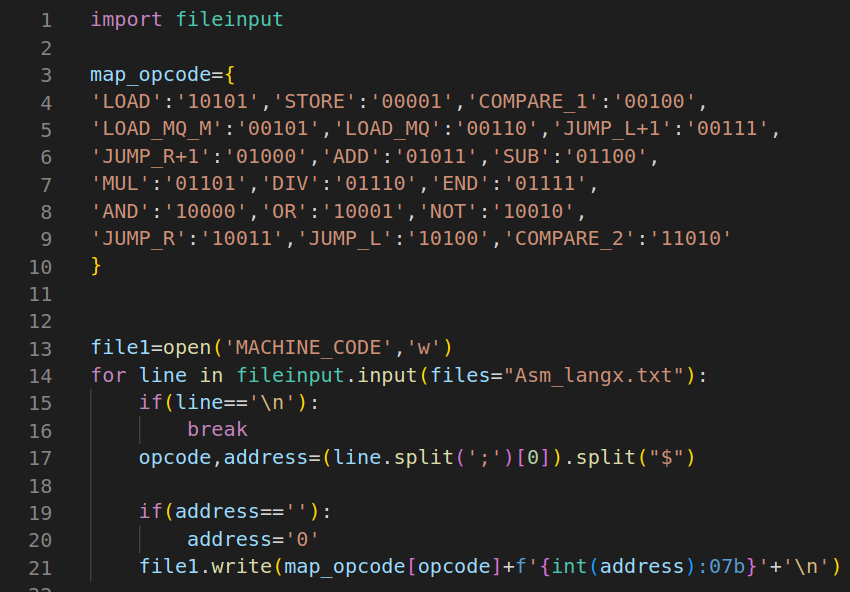 1 import fileinput
2
3 map_opcode={
4 'LOAD':'10101','STORE':'00001','COMPARE_1':'00100',
5 'LOAD_MQ_M':'00101','LOAD_MQ':'00110','JUMP_L+1':'00111',
6 'JUMP_R+1':'01000','ADD':'01011','SUB':'01100',
7 'MUL':'01101','DIV':'01110','END':'01111',
8 'AND':'10000','OR':'10001','NOT':'10010',
9 'JUMP_R':'10011','JUMP_L':'10100','COMPARE_2':'11010'
10 }
11
12
13 file1=open('MACHINE_CODE','w')
14 for line in fileinput.input(files="Asm_langx.txt"):
15     if(line=='\n'):
16         break
17     opcode,address=(line.split(';')[0]).split("$")
18
19     if(address==''):
20         address='0'
21     file1.write(map_opcode[opcode]+f'{int(address):07b}'+'\n')